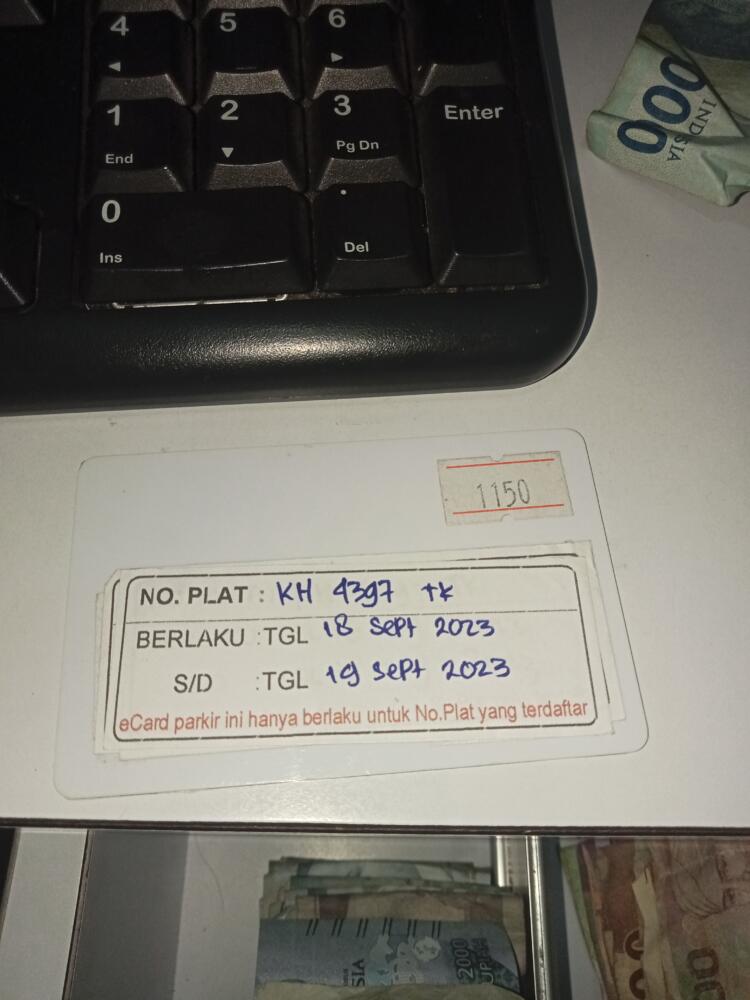 4 5 6
1 2 3 Enter
End Pg Dn
0 .
Ins Del
000
1150
NO. PLAT : KH 4397 TK
BERLAKU : TGL 18 Sept 2023
S/D : TGL 19 Sept 2023
eCard parkir ini hanya berlaku untuk No.Plat yang terdaftar
2000